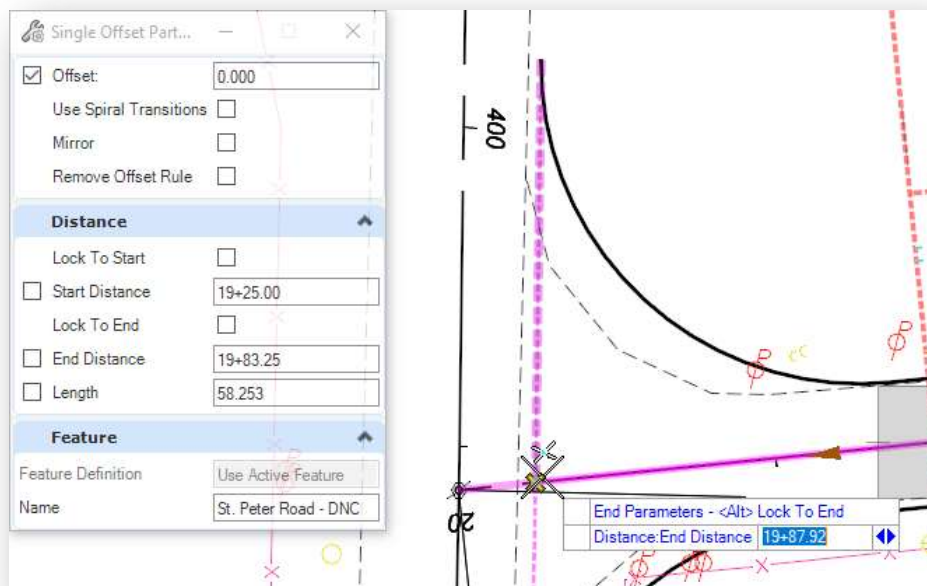 Single Offset Part...
Offset: 0.000
Use Spiral Transitions
Mirror
Remove Offset Rule
Distance
Lock To Start
Start Distance 19+25.00
Lock To End
End Distance 19+83.25
Length 58.253
Feature
Feature Definition Use Active Feature
Name St. Peter Road - DNC
400
20
P
P
End Parameters - <Alt> Lock To End
Distance:End Distance 19+87.92